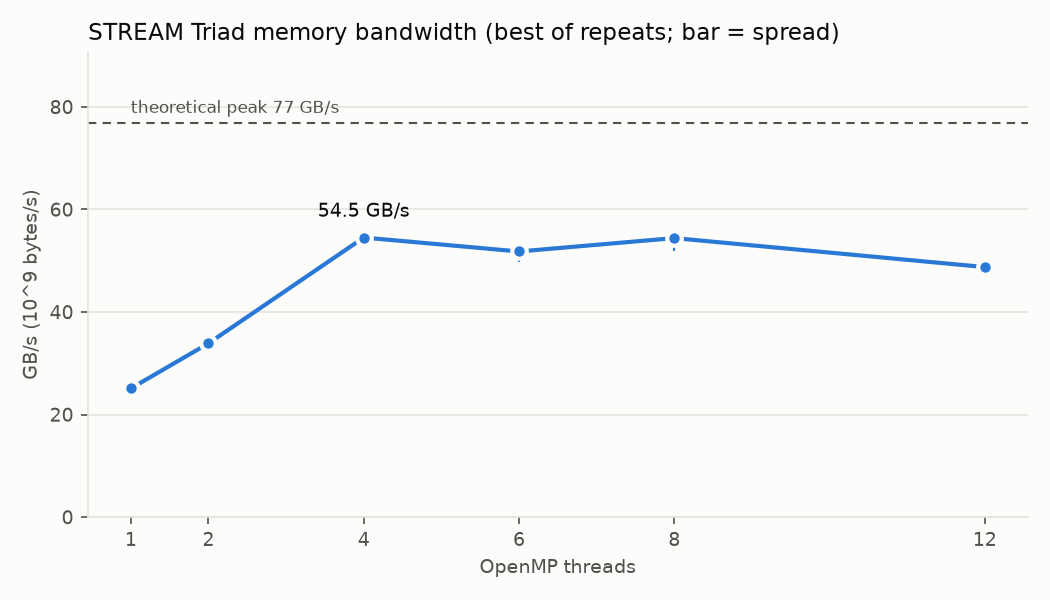 STREAM Triad memory bandwidth (best of repeats; bar = spread)
theoretical peak 77 GB/s
54.5 GB/s
GB/s (10^9 bytes/s)
80
60
40
20
0
1 2 4 6 8 12
OpenMP threads